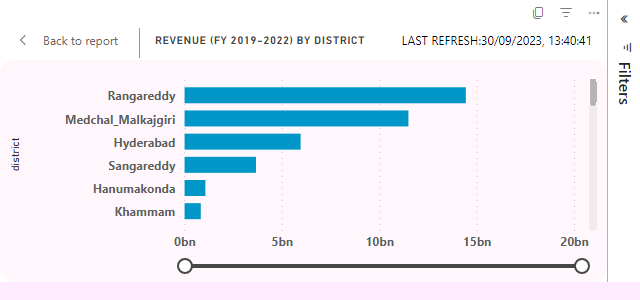 Back to report
REVENUE (FY 2019–2022) BY DISTRICT
LAST REFRESH:30/09/2023, 13:40:41
Filters
district
Rangareddy
Medchal_Malkajgiri
Hyderabad
Sangareddy
Hanumakonda
Khammam
0bn 5bn 10bn 15bn 20bn